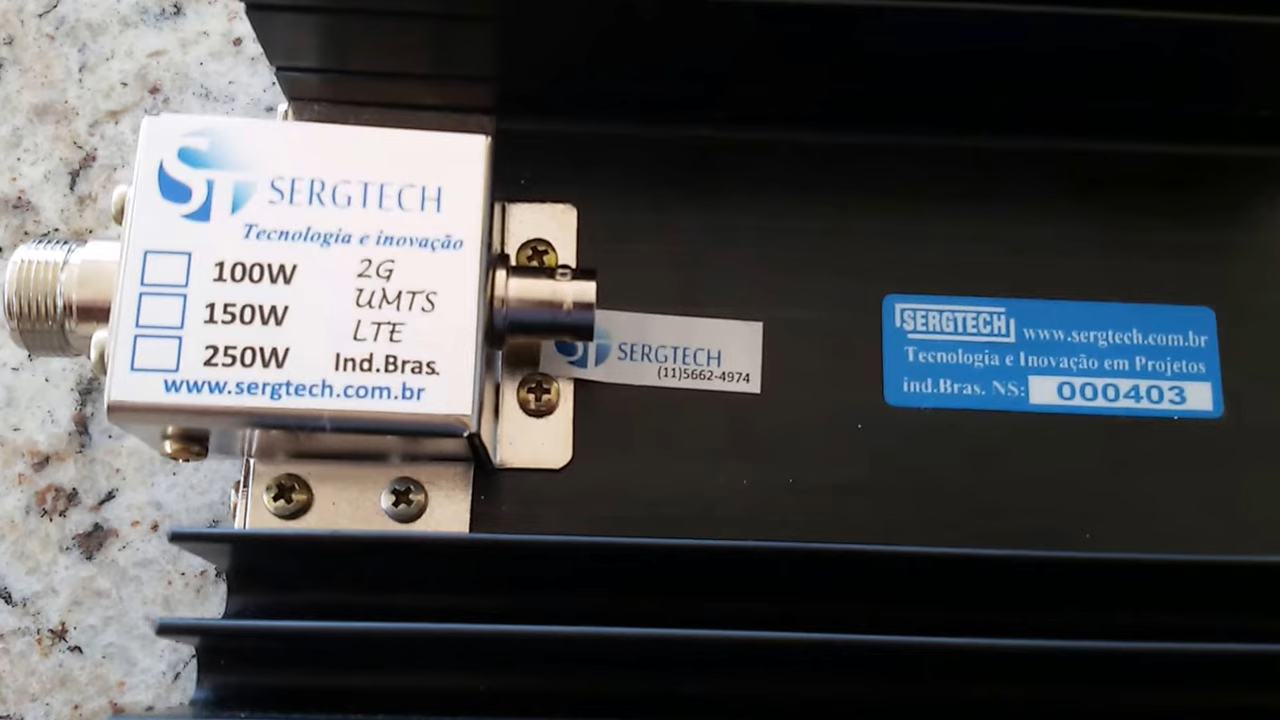 ST SERGTECH
Tecnologia e inovação
100W 2G
UMTS
150W
LTE
250W Ind.Bras.
www.sergtech.com.br
ST SERGTECH
(11)5662-4974
SERGTECH www.sergtech.com.br
Tecnologia e Inovação em Projetos
ind.Bras. NS: 000403